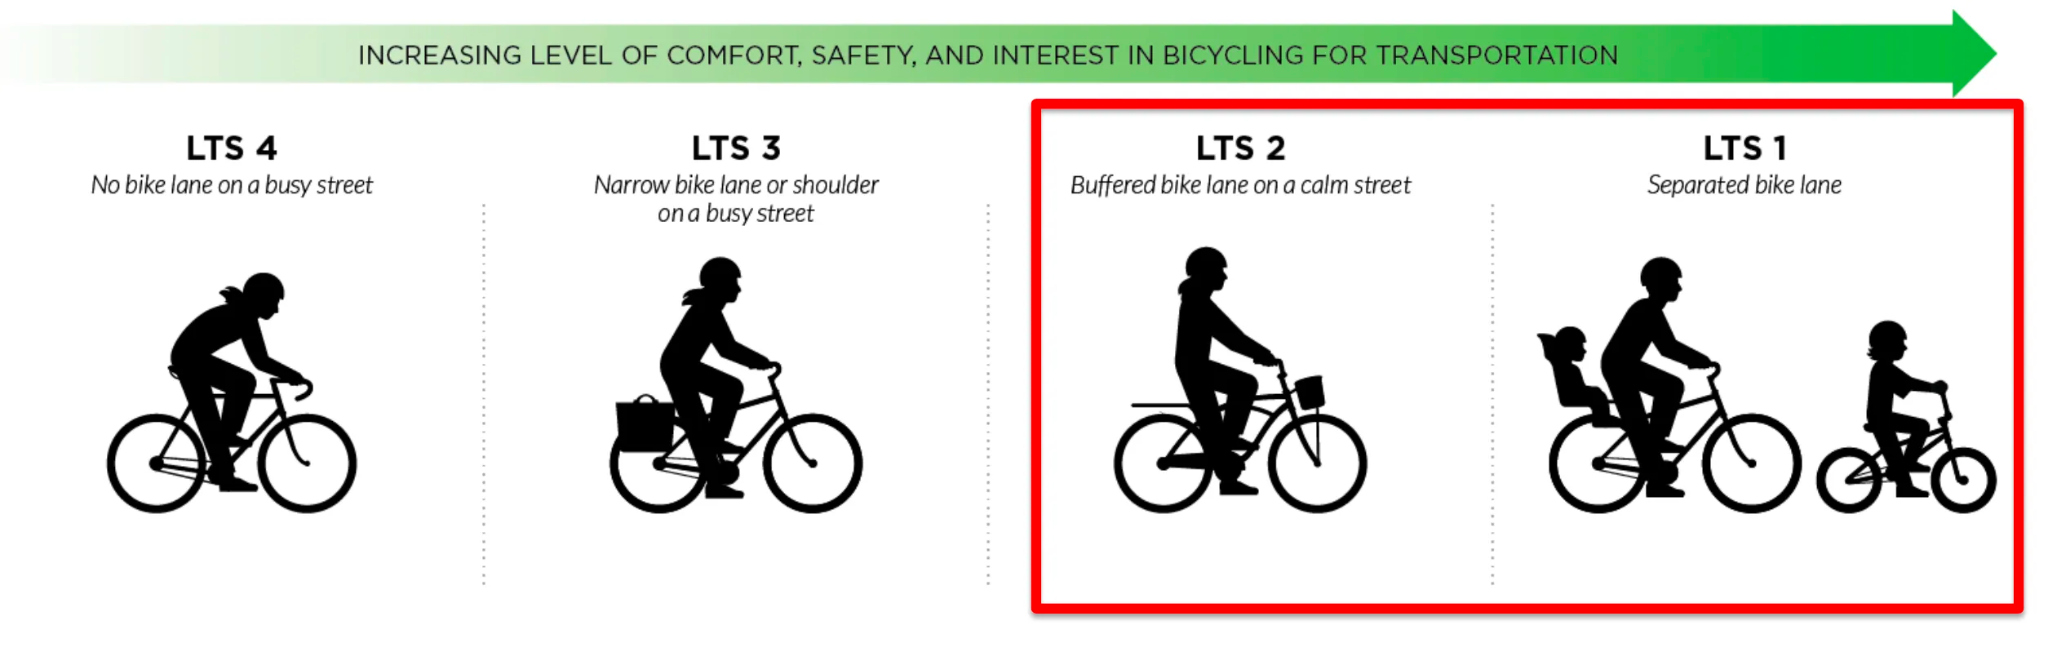 INCREASING LEVEL OF COMFORT, SAFETY, AND INTEREST IN BICYCLING FOR TRANSPORTATION
LTS 4
No bike lane on a busy street
LTS 3
Narrow bike lane or shoulder
on a busy street
LTS 2
Buffered bike lane on a calm street
LTS 1
Separated bike lane